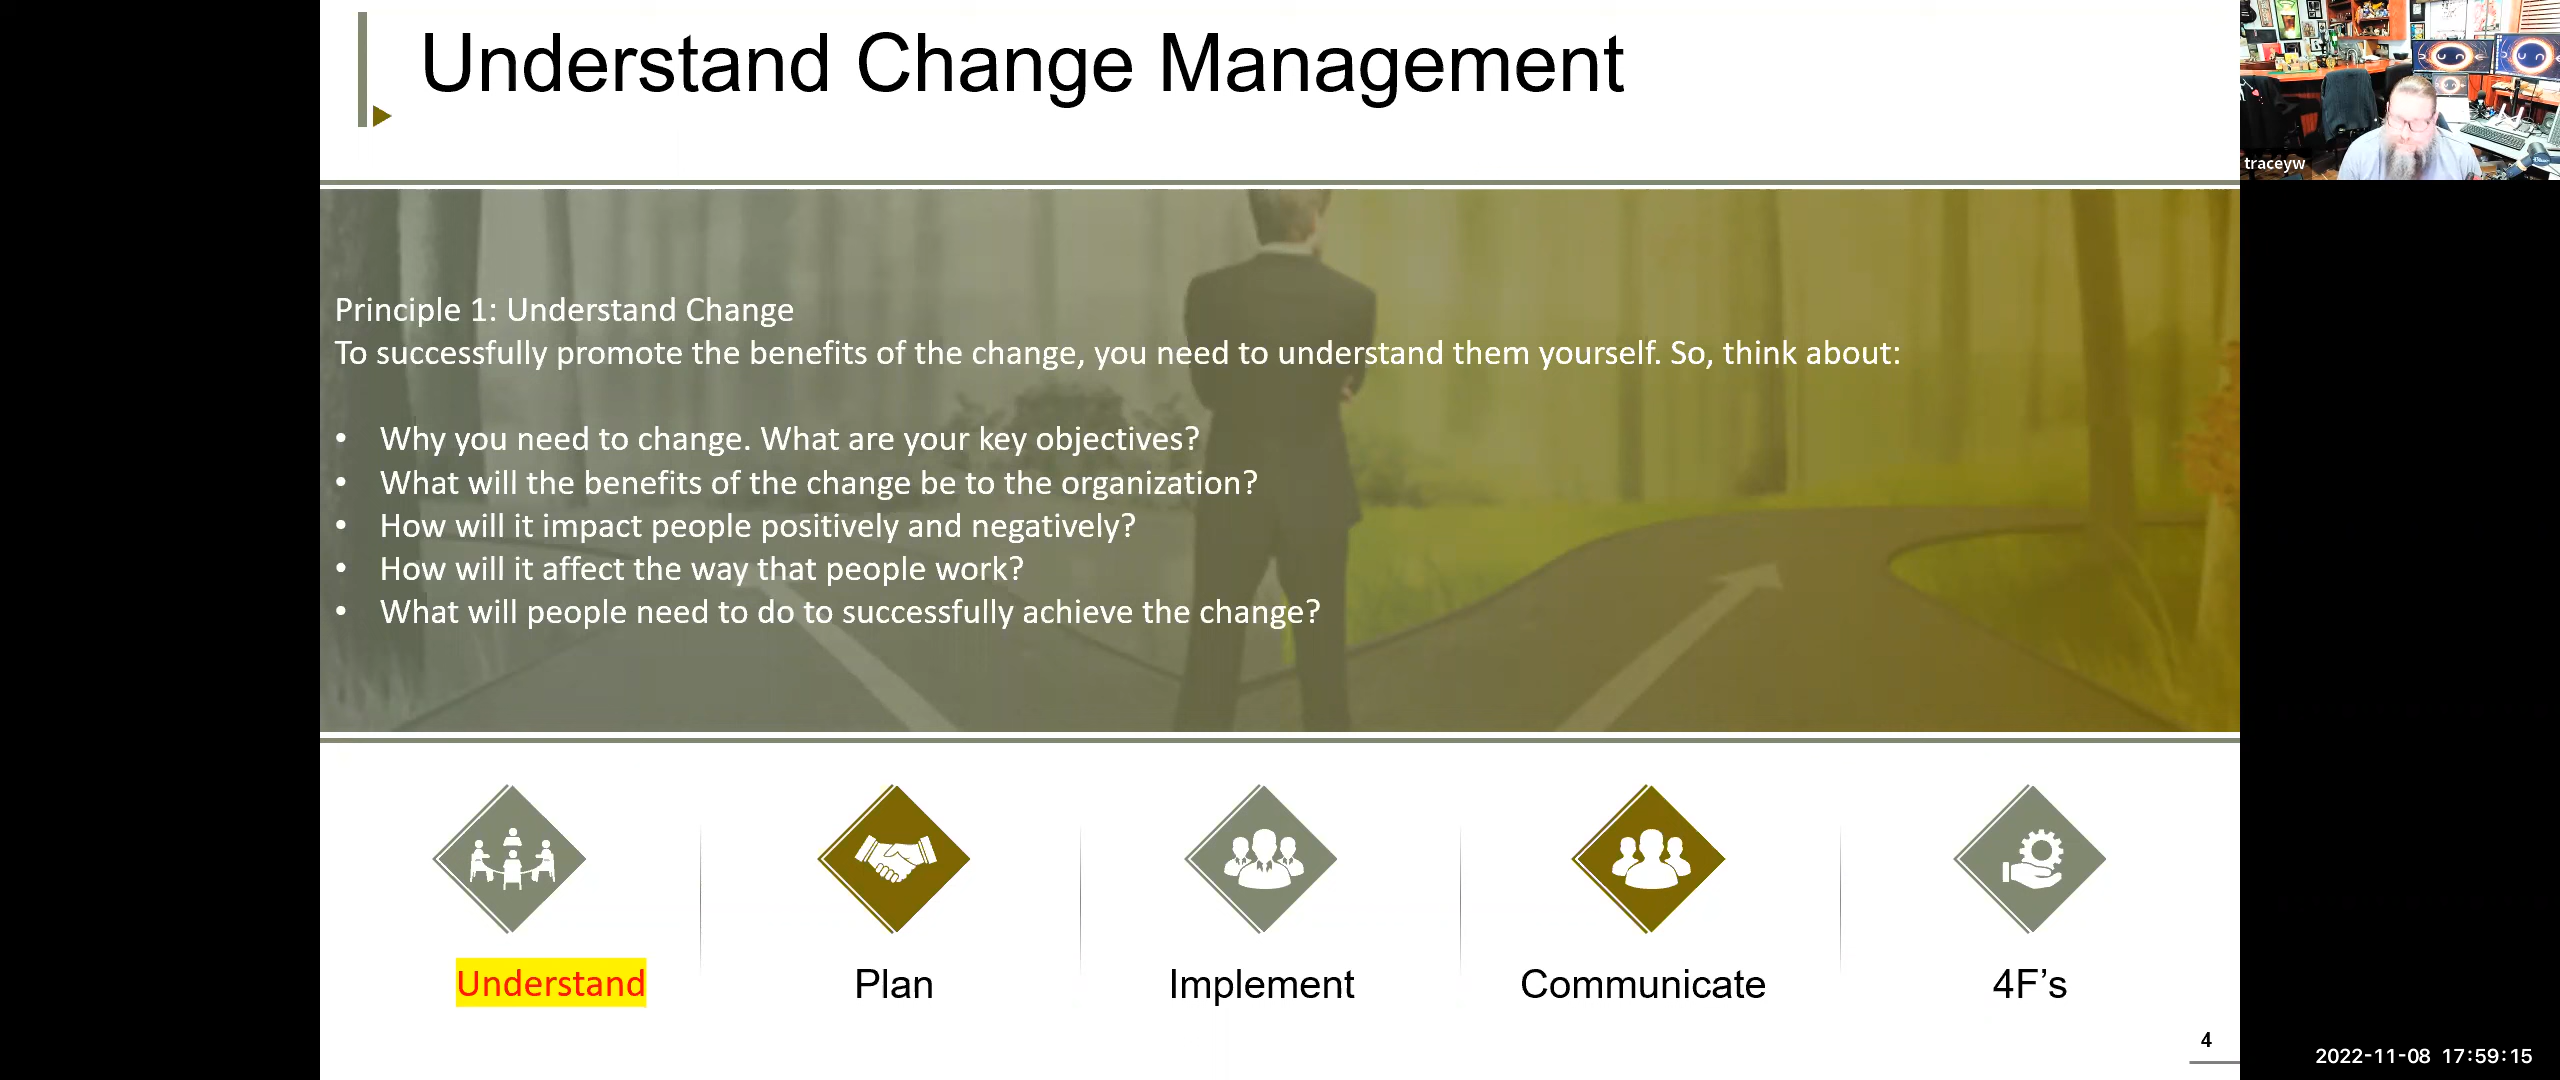 Understand Change Management
traceyw
Principle 1: Understand Change
To successfully promote the benefits of the change, you need to understand them yourself. So, think about:
• Why you need to change. What are your key objectives?
• What will the benefits of the change be to the organization?
• How will it impact people positively and negatively?
• How will it affect the way that people work?
• What will people need to do to successfully achieve the change?
Understand
Plan
Implement
Communicate
4F’s
4
2022-11-08 17:59:15